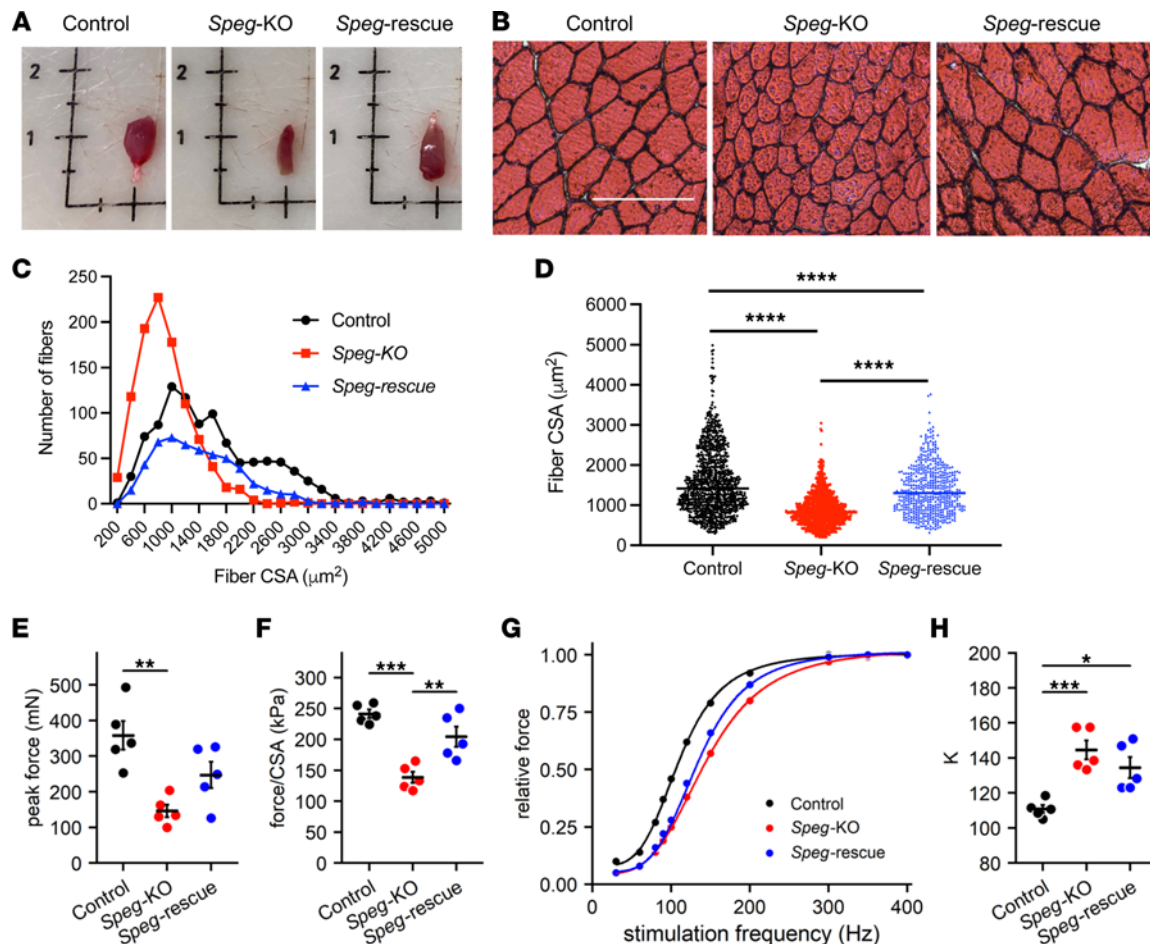 A
Control
Speg-KO
Speg-rescue
2
1
2
1
2
1
B
Control
Speg-KO
Speg-rescue
C
Number of fibers
250
200
150
100
50
0
Control
Speg-KO
Speg-rescue
200
600
1000
1400
1800
2200
2600
3000
3400
3800
4200
4600
5000
Fiber CSA (μm²)
D
Fiber CSA (μm²)
6000
5000
4000
3000
2000
1000
0
****
****
****
Control
Speg-KO
Speg-rescue
E
peak force (mN)
500
400
300
200
100
0
**
Control
Speg-KO
Speg-rescue
F
force/CSA (kPa)
250
200
150
100
50
0
***
**
Control
Speg-KO
Speg-rescue
G
relative force
1.00
0.75
0.50
0.25
0.00
Control
Speg-KO
Speg-rescue
0
100
200
300
400
stimulation frequency (Hz)
H
K
200
180
160
140
120
100
80
*
***
Control
Speg-KO
Speg-rescue